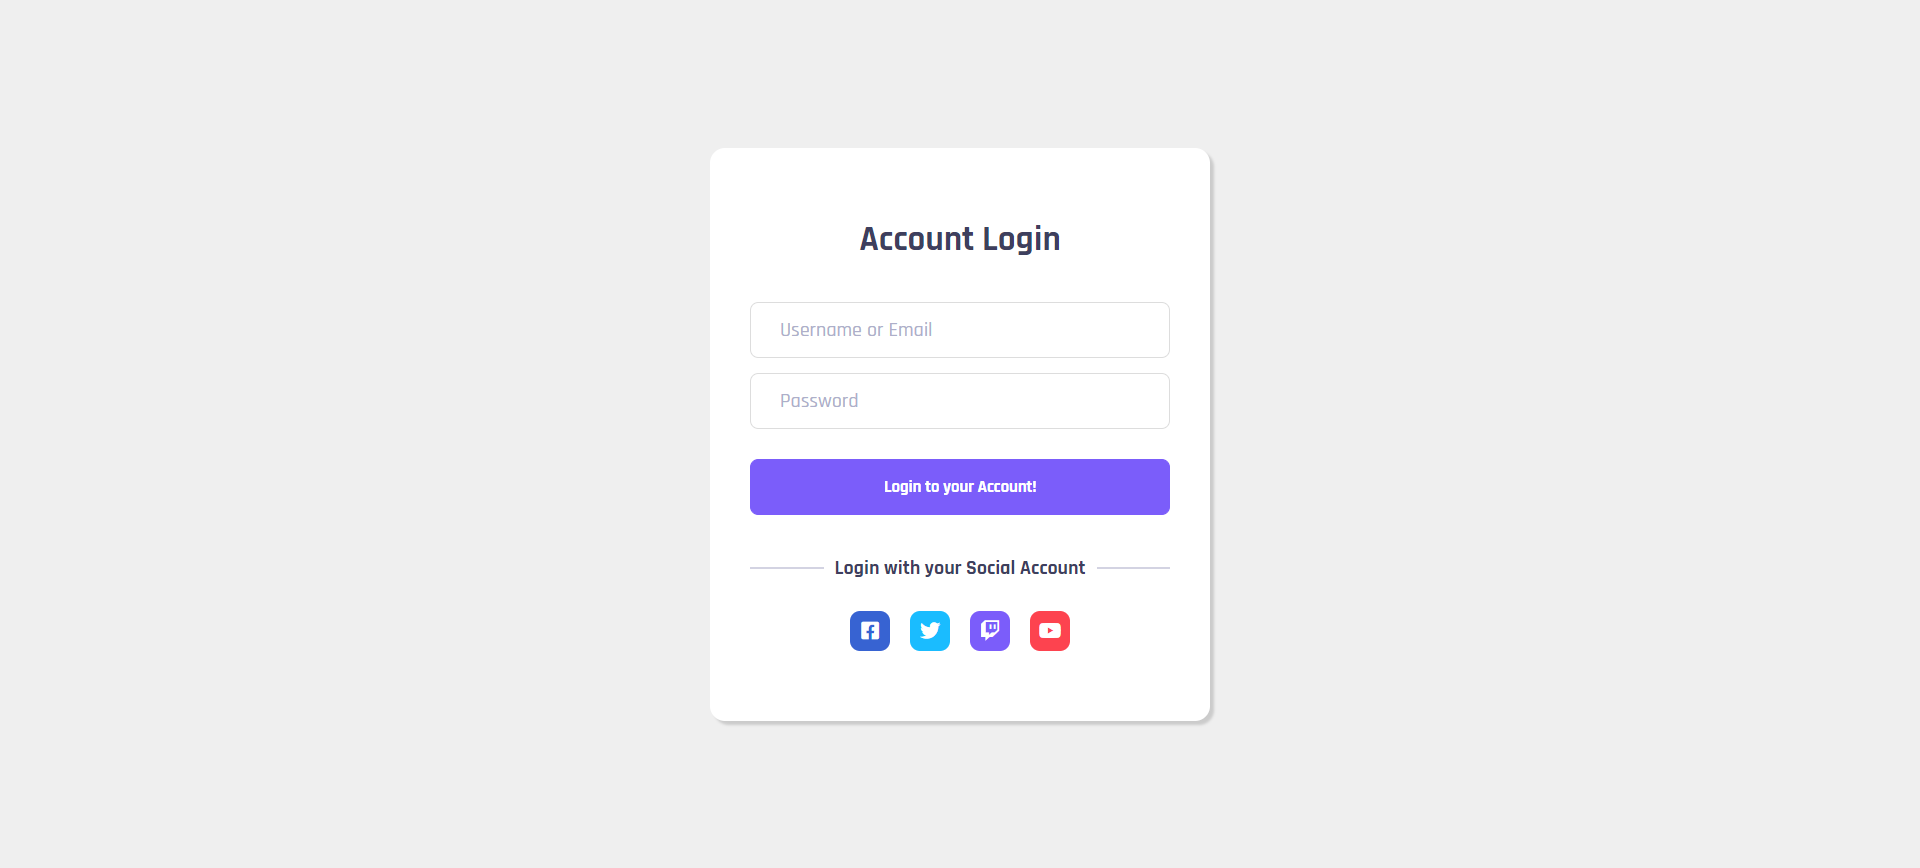 Account Login
Username or Email
Password
Login to your Account!
Login with your Social Account